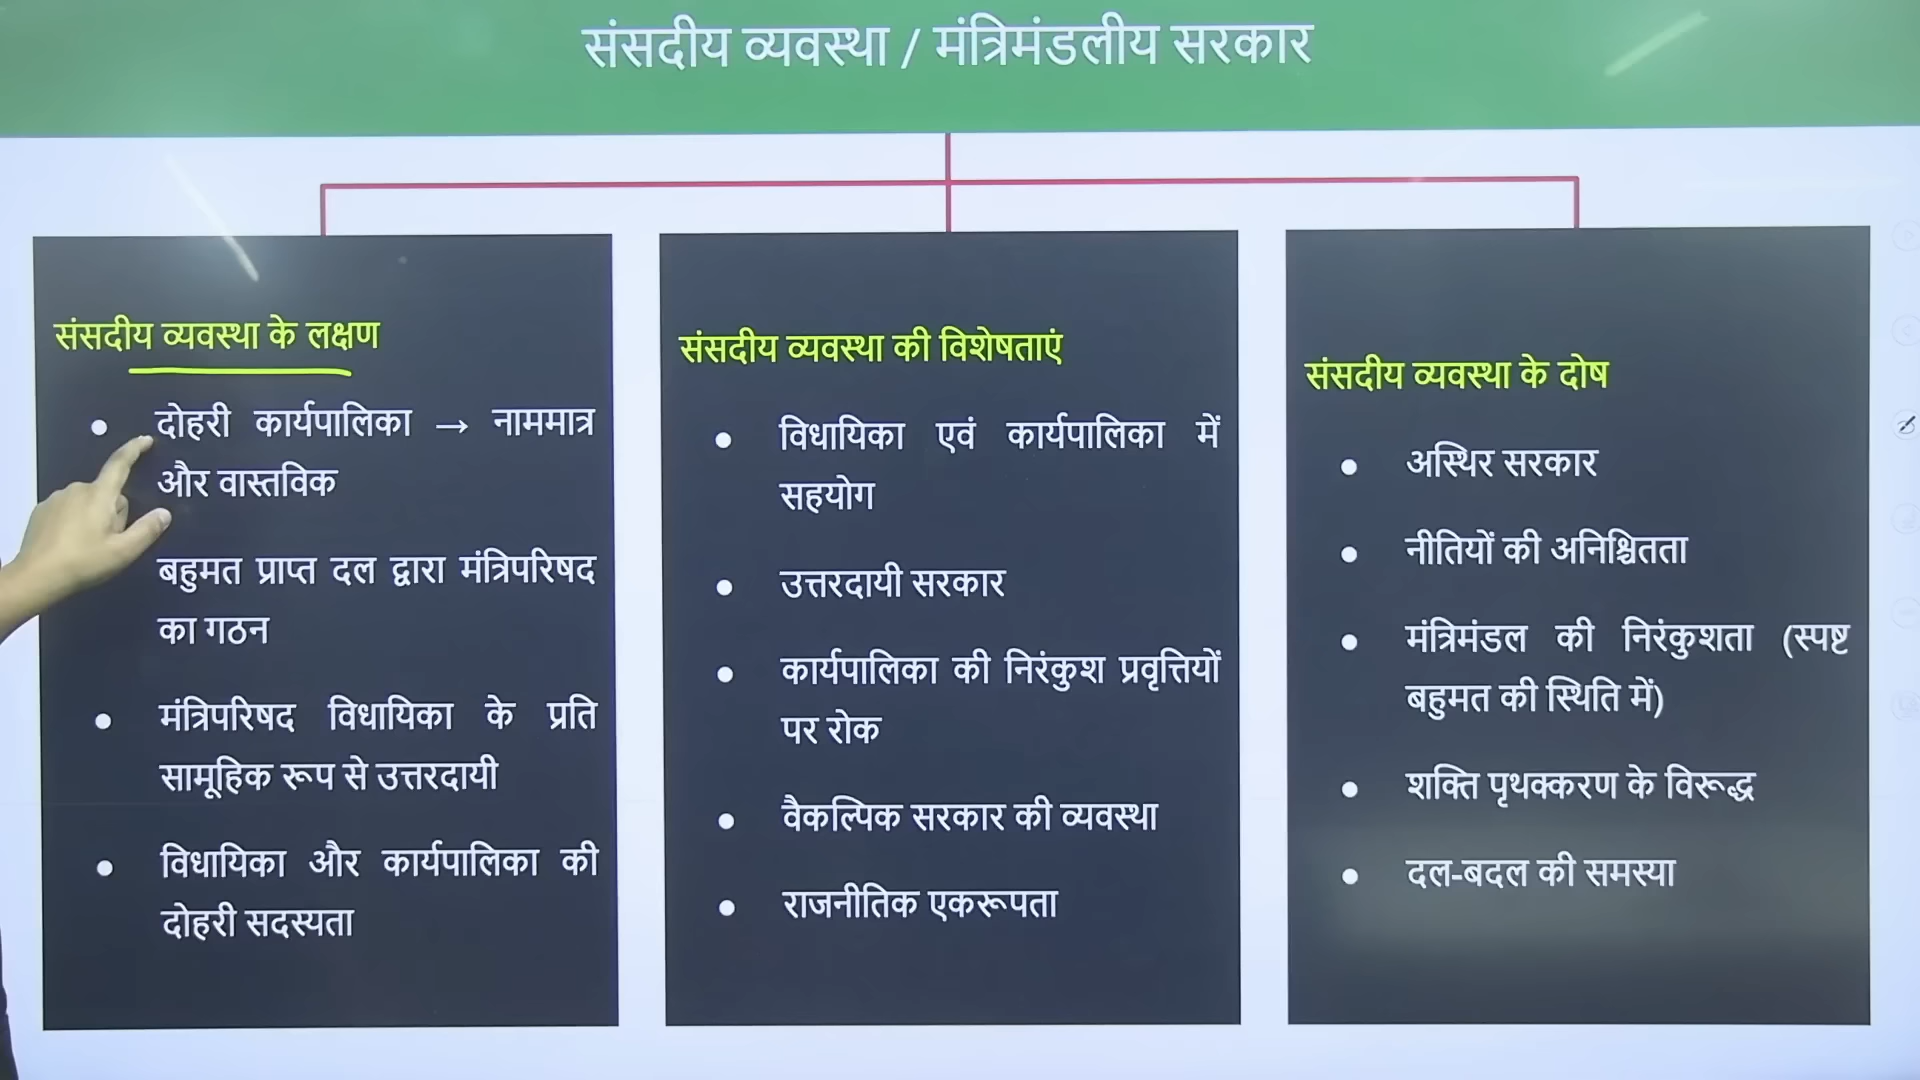 संसदीय व्यवस्था / मंत्रिमंडलीय सरकार
संसदीय व्यवस्था के लक्षण
• दोहरी कार्यपालिका → नाममात्र
और वास्तविक
बहुमत प्राप्त दल द्वारा मंत्रिपरिषद
का गठन
• मंत्रिपरिषद विधायिका के प्रति
सामूहिक रूप से उत्तरदायी
• विधायिका और कार्यपालिका की
दोहरी सदस्यता
संसदीय व्यवस्था की विशेषताएं
• विधायिका एवं कार्यपालिका में
सहयोग
• उत्तरदायी सरकार
• कार्यपालिका की निरंकुश प्रवृत्तियों
पर रोक
• वैकल्पिक सरकार की व्यवस्था
• राजनीतिक एकरूपता
संसदीय व्यवस्था के दोष
• अस्थिर सरकार
• नीतियों की अनिश्चितता
• मंत्रिमंडल की निरंकुशता (स्पष्ट
बहुमत की स्थिति में)
• शक्ति पृथक्करण के विरूद्ध
• दल-बदल की समस्या